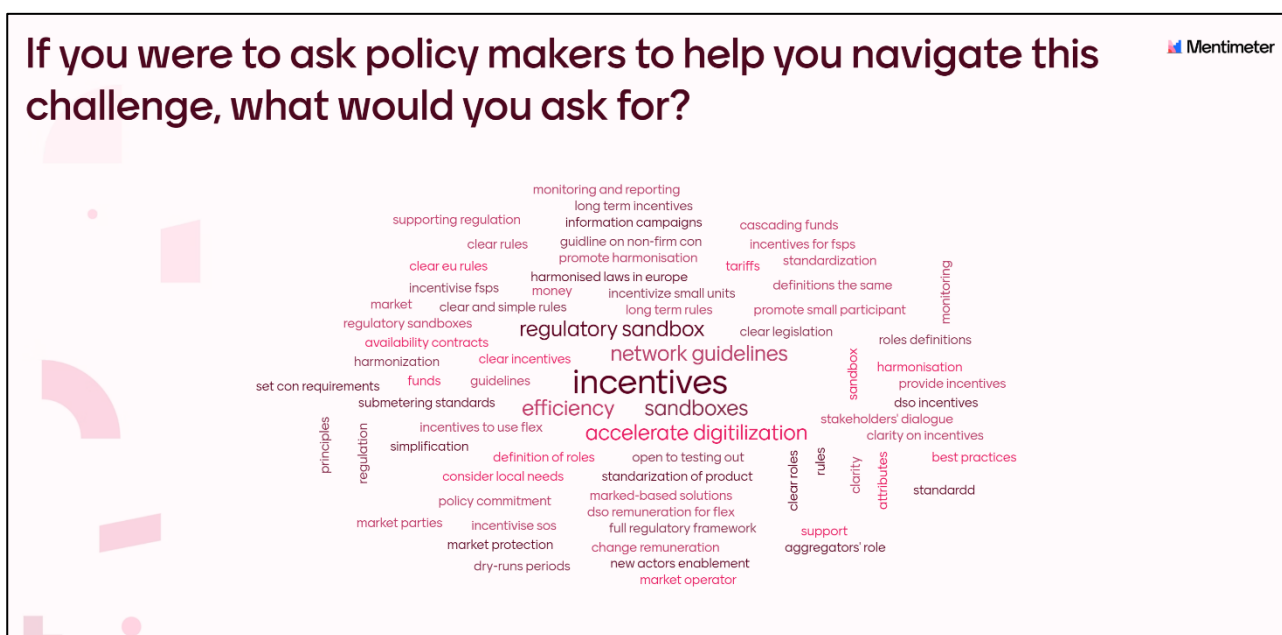 If you were to ask policy makers to help you navigate this
challenge, what would you ask for?
Mentimeter
monitoring and reporting
long term incentives
supporting regulation
information campaigns
cascading funds
clear rules
guidline on non-firm con
incentives for fsps
promote harmonisation
clear eu rules
tariffs
standardization
harmonised laws in europe
monitoring
incentivise fsps
money
incentivize small units
definitions the same
market
clear and simple rules
long term rules
promote small participant
regulatory sandboxes
regulatory sandbox
clear legislation
availability contracts
roles definitions
network guidelines
harmonization
clear incentives
sandbox
harmonisation
set con requirements
funds
guidelines
incentives
provide incentives
submetering standards
efficiency
sandboxes
dso incentives
principles
regulation
incentives to use flex
accelerate digitilization
stakeholders' dialogue
simplification
clarity on incentives
definition of roles
open to testing out
clear roles
rules
clarity
attributes
best practices
consider local needs
standarization of product
standardd
policy commitment
marked-based solutions
dso remuneration for flex
market parties
incentivise sos
full regulatory framework
support
market protection
change remuneration
aggregators' role
dry-runs periods
new actors enablement
market operator